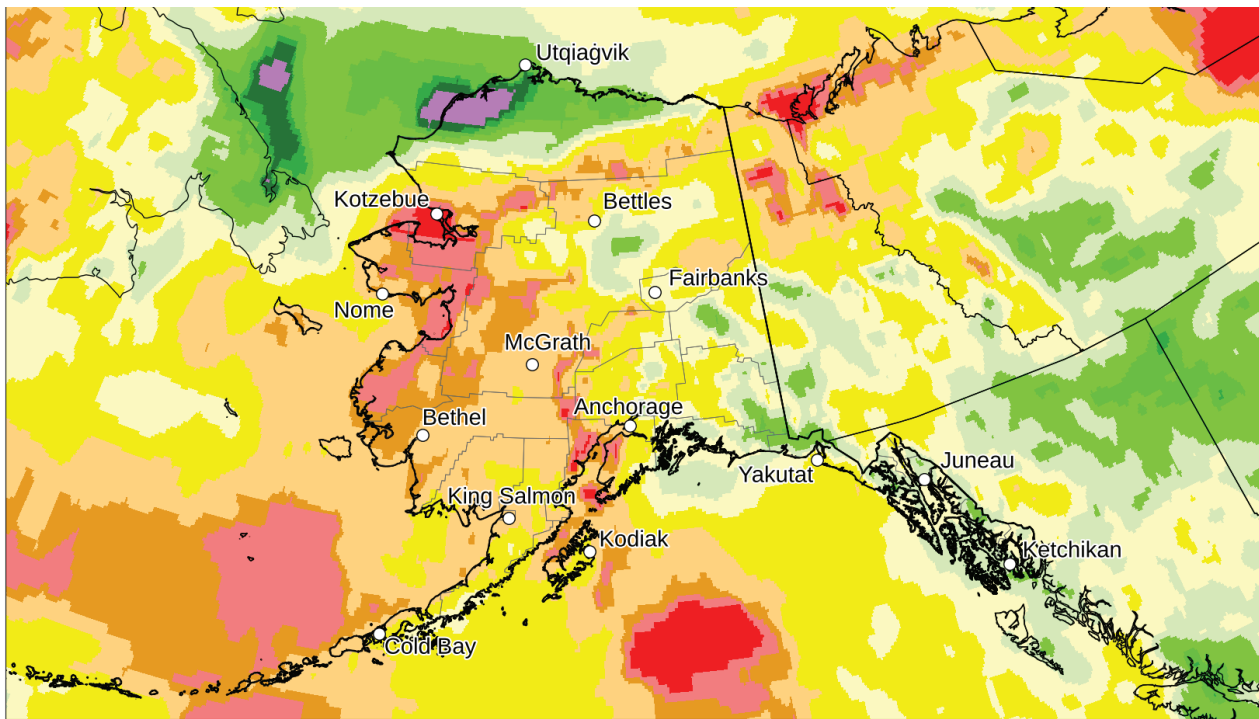 Utqiaġvik
Kotzebue
Bettles
Nome
Fairbanks
McGrath
Bethel
Anchorage
Yakutat
Juneau
King Salmon
Kodiak
Ketchikan
Cold Bay